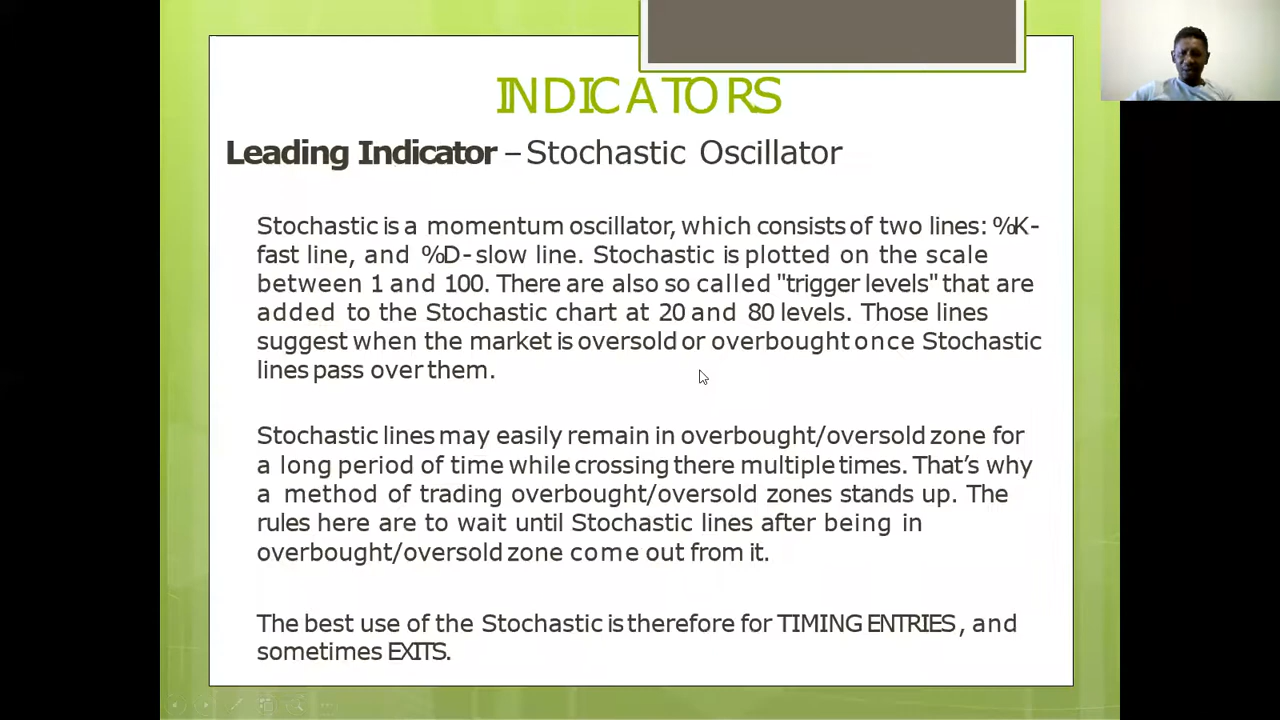 INDICATORS
Leading Indicator – Stochastic Oscillator
Stochastic is a momentum oscillator, which consists of two lines: %K-
fast line, and %D- slow line. Stochastic is plotted on the scale
between 1 and 100. There are also so called "trigger levels" that are
added to the Stochastic chart at 20 and 80 levels. Those lines
suggest when the market is oversold or overbought once Stochastic
lines pass over them.
Stochastic lines may easily remain in overbought/oversold zone for
a long period of time while crossing there multiple times. That’s why
a method of trading overbought/oversold zones stands up. The
rules here are to wait until Stochastic lines after being in
overbought/oversold zone come out from it.
The best use of the Stochastic is therefore for TIMING ENTRIES , and
sometimes EXITS.